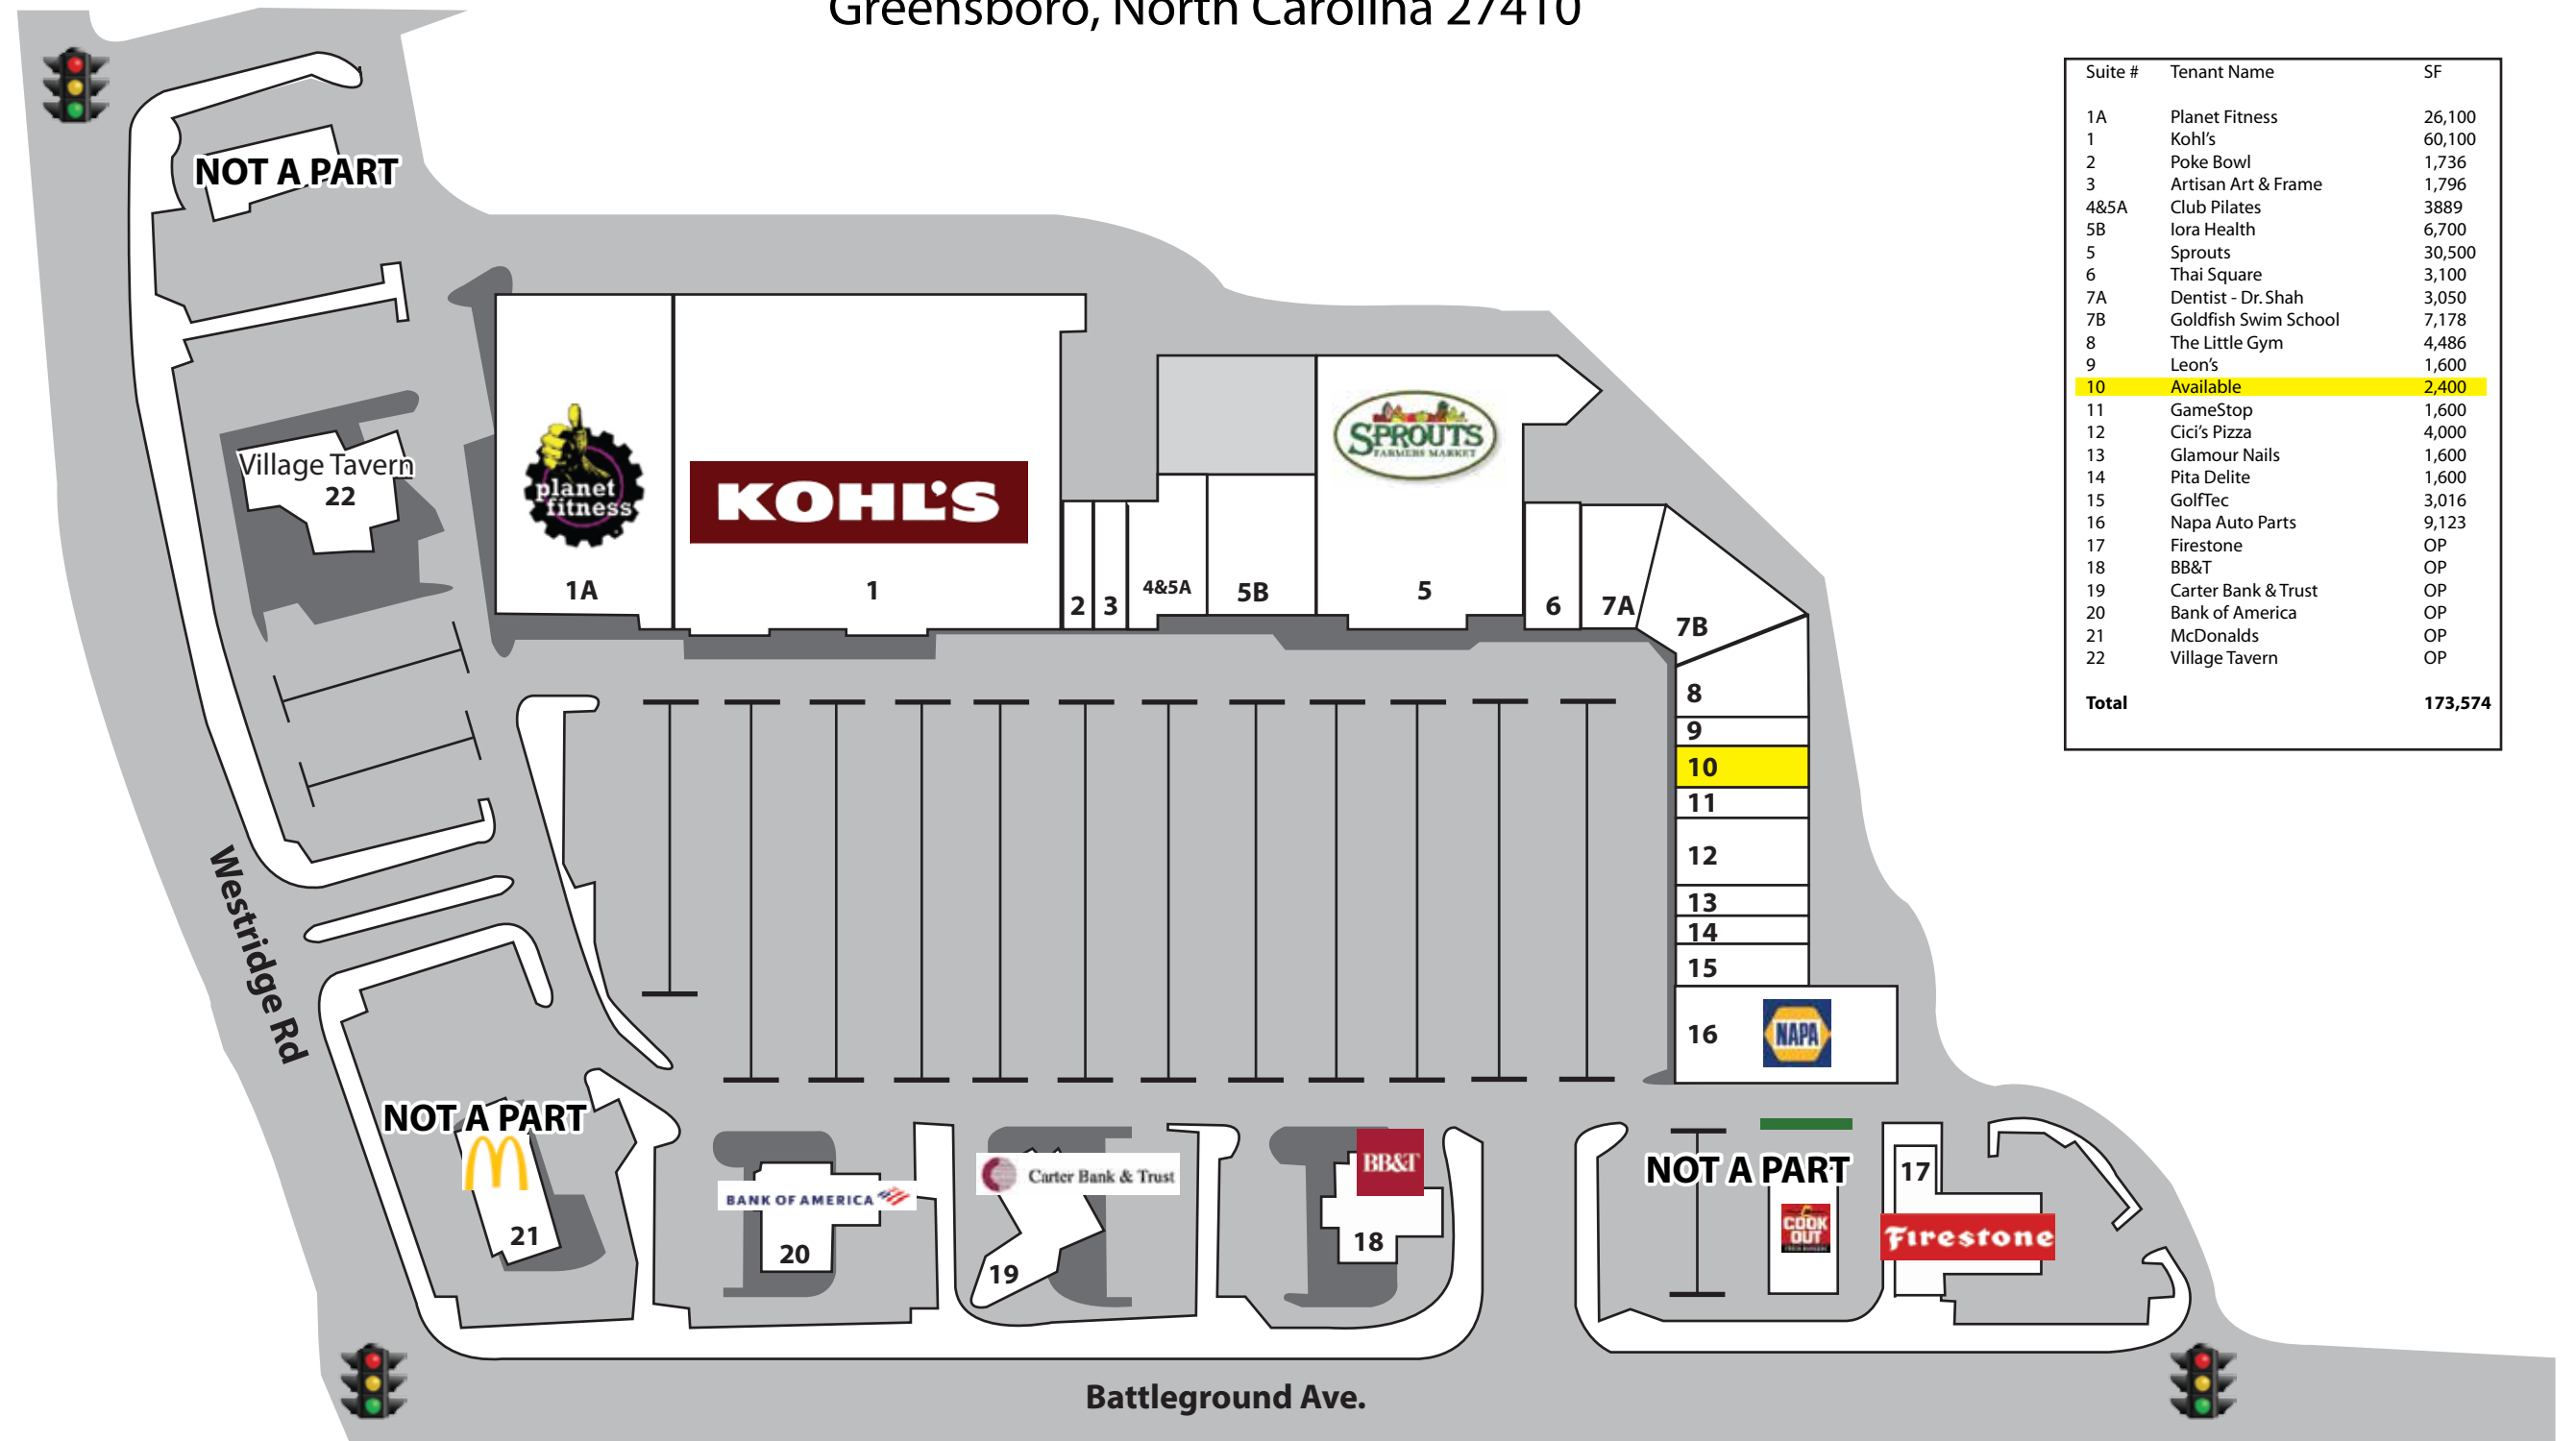 Greensboro, North Carolina 27410
Suite # Tenant Name SF
1A Planet Fitness 26,100
1 Kohl's 60,100
2 Poke Bowl 1,736
3 Artisan Art & Frame 1,796
4&5A Club Pilates 3889
5B Iora Health 6,700
5 Sprouts 30,500
6 Thai Square 3,100
7A Dentist - Dr. Shah 3,050
7B Goldfish Swim School 7,178
8 The Little Gym 4,486
9 Leon's 1,600
10 Available 2,400
11 GameStop 1,600
12 Cici's Pizza 4,000
13 Glamour Nails 1,600
14 Pita Delite 1,600
15 GolfTec 3,016
16 Napa Auto Parts 9,123
17 Firestone OP
18 BB&T OP
19 Carter Bank & Trust OP
20 Bank of America OP
21 McDonalds OP
22 Village Tavern OP
Total 173,574
NOT A PART
Village Tavern
22
planet
fitness
1A
KOHL'S
1
2
3
4&5A
5B
SPROUTS
FARMERS MARKET
5
6
7A
7B
8
9
10
11
12
13
14
15
16
NAPA
Westridge Rd
NOT A PART
21
BANK OF AMERICA
20
Carter Bank & Trust
19
BB&T
18
NOT A PART
COOK
OUT
17
Firestone
Battleground Ave.